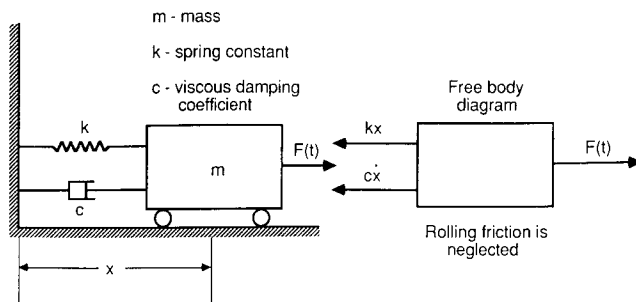 m - mass
k - spring constant
c - viscous damping
coefficient
k
c
m
F(t)
x
Free body
diagram
kx
cẋ
F(t)
Rolling friction is
neglected